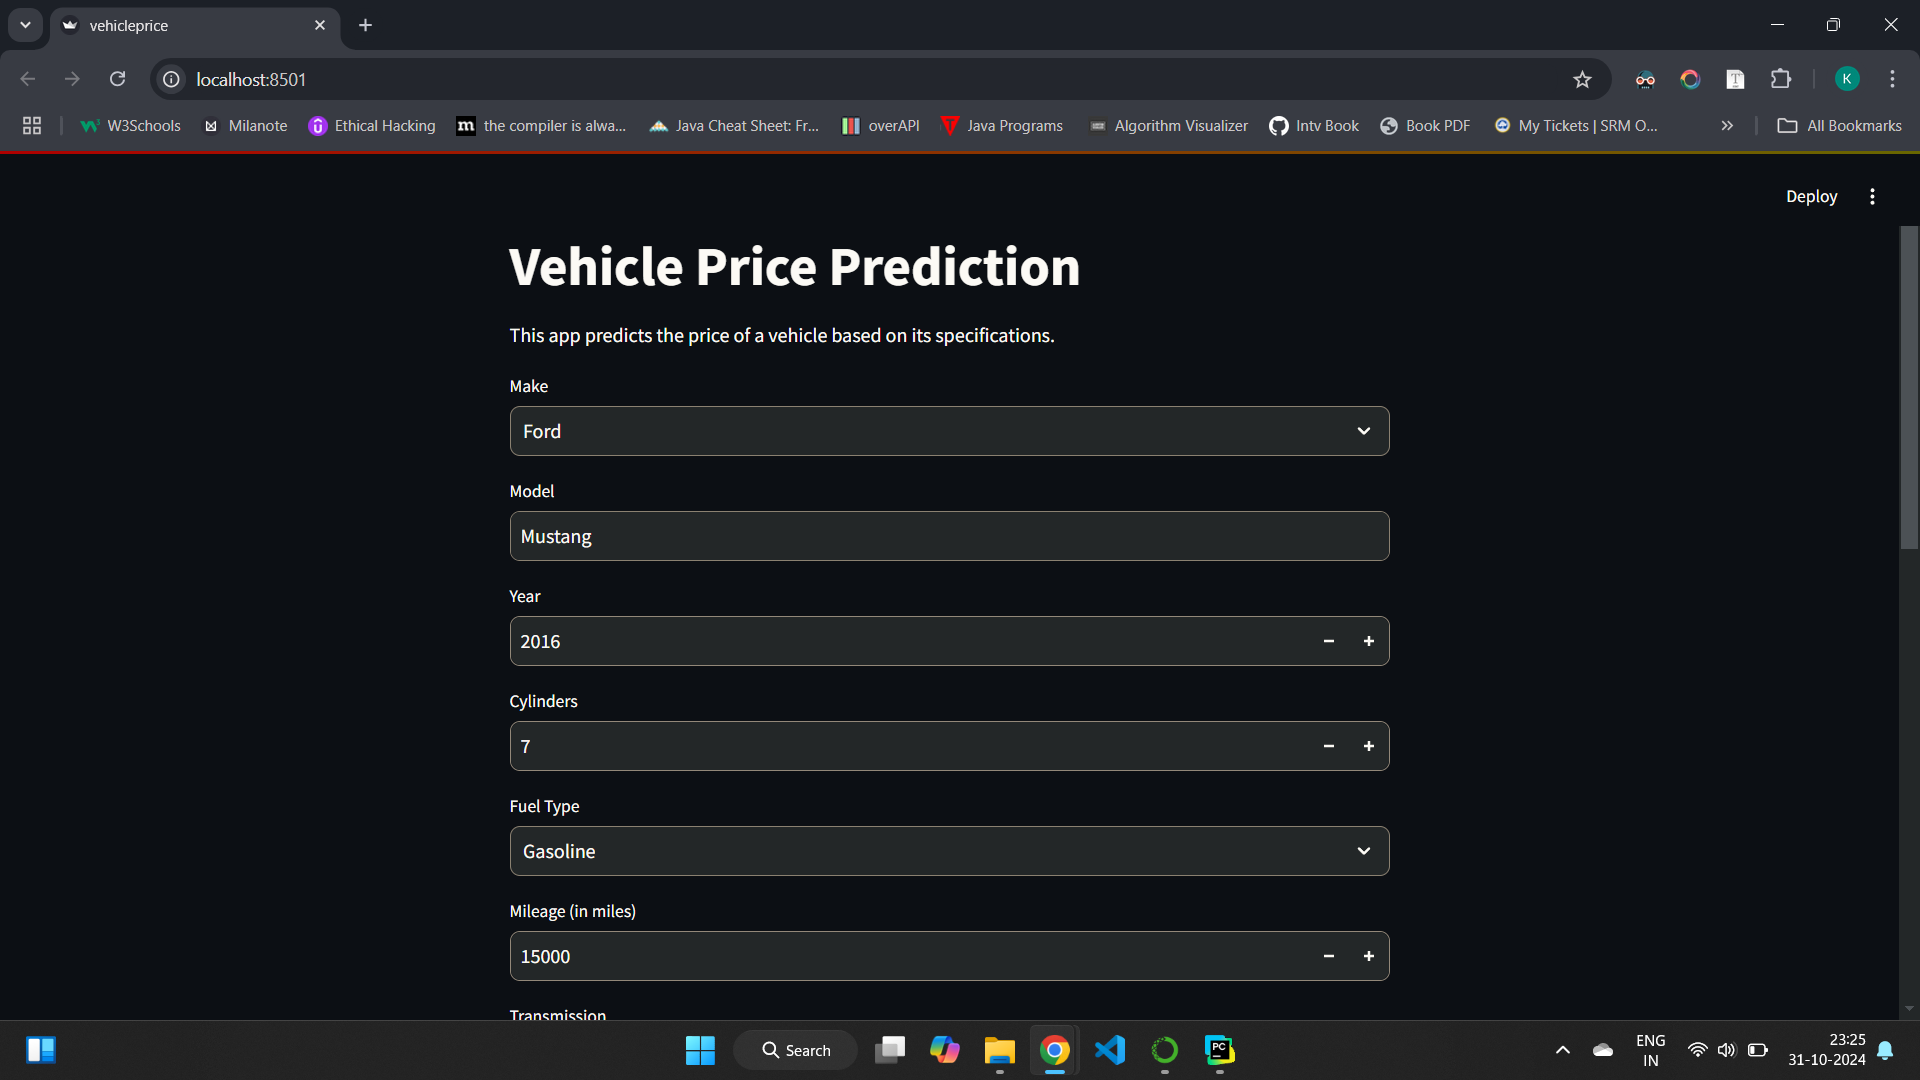 vehicleprice
localhost:8501
K
W3Schools
Milanote
Ethical Hacking
m
the compiler is alwa...
Java Cheat Sheet: Fr...
overAPI
Java Programs
Algorithm Visualizer
Intv Book
Book PDF
My Tickets | SRM O...
All Bookmarks
Deploy
Vehicle Price Prediction
This app predicts the price of a vehicle based on its specifications.
Make
Ford
Model
Mustang
Year
2016
Cylinders
7
Fuel Type
Gasoline
Mileage (in miles)
15000
Transmission
Search
PC
ENG
IN
23:25
31-10-2024